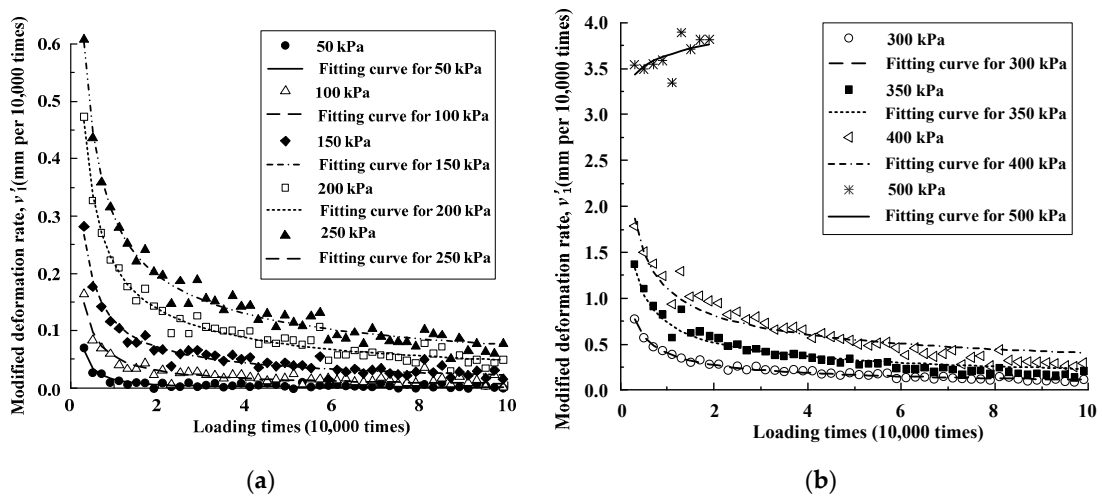 Modified deformation rate, v′₁(mm per 10,000 times)
0.6
0.5
0.4
0.3
0.2
0.1
0.0
0
2
4
6
8
10
Loading times (10,000 times)
50 kPa
Fitting curve for 50 kPa
100 kPa
Fitting curve for 100 kPa
150 kPa
Fitting curve for 150 kPa
200 kPa
Fitting curve for 200 kPa
250 kPa
Fitting curve for 250 kPa
(a)
Modified deformation rate, v′₁(mm per 10,000 times)
4.0
3.5
3.0
2.5
2.0
1.5
1.0
0.5
0.0
0
2
4
6
8
10
Loading times (10,000 times)
300 kPa
Fitting curve for 300 kPa
350 kPa
Fitting curve for 350 kPa
400 kPa
Fitting curve for 400 kPa
500 kPa
Fitting curve for 500 kPa
(b)